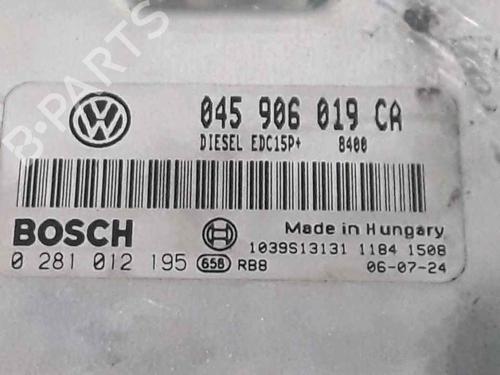 B-PARTS
045 906 019 CA
DIESEL EDC15P+ 8400
BOSCH
Made in Hungary
1039S13131 1184 1508
0 281 012 195 658 RB8 06-07-24